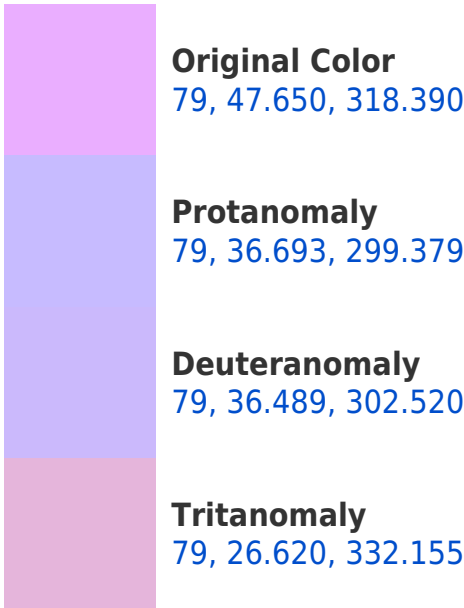 Original Color
79, 47.650, 318.390
Protanomaly
79, 36.693, 299.379
Deuteranomaly
79, 36.489, 302.520
Tritanomaly
79, 26.620, 332.155